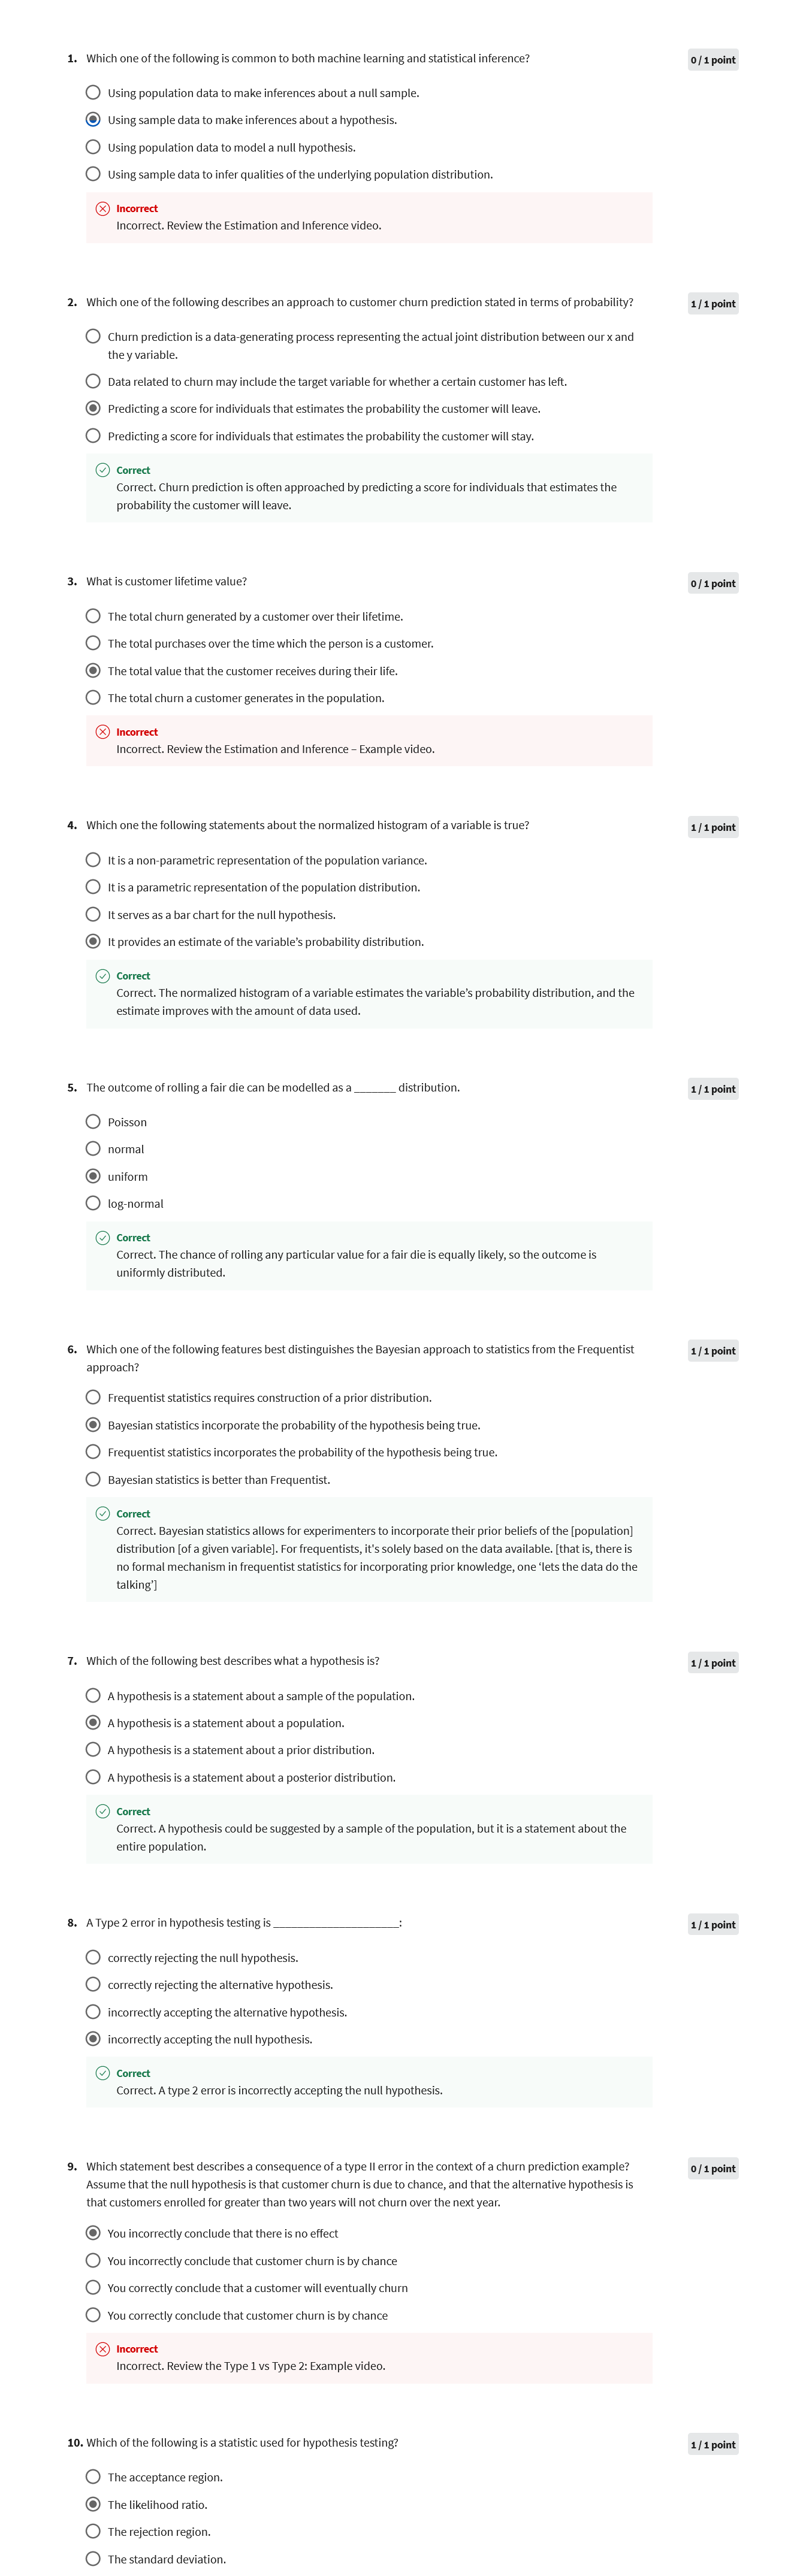 1. Which one of the following is common to both machine learning and statistical inference?
0 / 1 point
Using population data to make inferences about a null sample.
Using sample data to make inferences about a hypothesis.
Using population data to model a null hypothesis.
Using sample data to infer qualities of the underlying population distribution.
Incorrect
Incorrect. Review the Estimation and Inference video.
2. Which one of the following describes an approach to customer churn prediction stated in terms of probability?
1 / 1 point
Churn prediction is a data-generating process representing the actual joint distribution between our x and
the y variable.
Data related to churn may include the target variable for whether a certain customer has left.
Predicting a score for individuals that estimates the probability the customer will leave.
Predicting a score for individuals that estimates the probability the customer will stay.
Correct
Correct. Churn prediction is often approached by predicting a score for individuals that estimates the
probability the customer will leave.
3. What is customer lifetime value?
0 / 1 point
The total churn generated by a customer over their lifetime.
The total purchases over the time which the person is a customer.
The total value that the customer receives during their life.
The total churn a customer generates in the population.
Incorrect
Incorrect. Review the Estimation and Inference – Example video.
4. Which one the following statements about the normalized histogram of a variable is true?
1 / 1 point
It is a non-parametric representation of the population variance.
It is a parametric representation of the population distribution.
It serves as a bar chart for the null hypothesis.
It provides an estimate of the variable’s probability distribution.
Correct
Correct. The normalized histogram of a variable estimates the variable’s probability distribution, and the
estimate improves with the amount of data used.
5. The outcome of rolling a fair die can be modelled as a _______ distribution.
1 / 1 point
Poisson
normal
uniform
log-normal
Correct
Correct. The chance of rolling any particular value for a fair die is equally likely, so the outcome is
uniformly distributed.
6. Which one of the following features best distinguishes the Bayesian approach to statistics from the Frequentist
approach?
1 / 1 point
Frequentist statistics requires construction of a prior distribution.
Bayesian statistics incorporate the probability of the hypothesis being true.
Frequentist statistics incorporates the probability of the hypothesis being true.
Bayesian statistics is better than Frequentist.
Correct
Correct. Bayesian statistics allows for experimenters to incorporate their prior beliefs of the [population]
distribution [of a given variable]. For frequentists, it's solely based on the data available. [that is, there is
no formal mechanism in frequentist statistics for incorporating prior knowledge, one ‘lets the data do the
talking’]
7. Which of the following best describes what a hypothesis is?
1 / 1 point
A hypothesis is a statement about a sample of the population.
A hypothesis is a statement about a population.
A hypothesis is a statement about a prior distribution.
A hypothesis is a statement about a posterior distribution.
Correct
Correct. A hypothesis could be suggested by a sample of the population, but it is a statement about the
entire population.
8. A Type 2 error in hypothesis testing is _____________________:
1 / 1 point
correctly rejecting the null hypothesis.
correctly rejecting the alternative hypothesis.
incorrectly accepting the alternative hypothesis.
incorrectly accepting the null hypothesis.
Correct
Correct. A type 2 error is incorrectly accepting the null hypothesis.
9. Which statement best describes a consequence of a type II error in the context of a churn prediction example?
Assume that the null hypothesis is that customer churn is due to chance, and that the alternative hypothesis is
that customers enrolled for greater than two years will not churn over the next year.
0 / 1 point
You incorrectly conclude that there is no effect
You incorrectly conclude that customer churn is by chance
You correctly conclude that a customer will eventually churn
You correctly conclude that customer churn is by chance
Incorrect
Incorrect. Review the Type 1 vs Type 2: Example video.
10. Which of the following is a statistic used for hypothesis testing?
1 / 1 point
The acceptance region.
The likelihood ratio.
The rejection region.
The standard deviation.